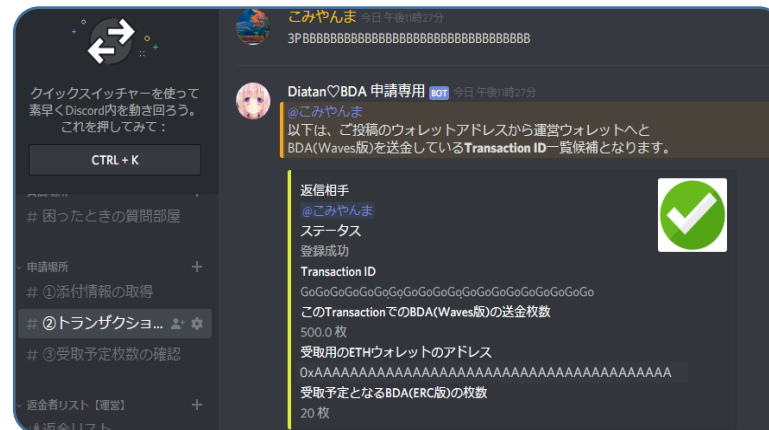 クイックスイッチャーを使って
素早くDiscord内を動き回ろう。
これを押してみて：
CTRL + K
# 困ったときの質問部屋
申請場所
# ①添付情報の取得
# ②トランザクショ...
# ③受取予定枚数の確認
返金者リスト【運営】
返金リスト
こみやんま 今日 午後11時27分
3PBBBBBBBBBBBBBBBBBBBBBBBBBBBBBBBBB
Diatan♡BDA 申請専用 BOT 今日 午後11時27分
@こみやんま
以下は、ご投稿のウォレットアドレスから運営ウォレットへと
BDA(Waves版)を送金しているTransaction ID一覧候補となります。
返信相手
@こみやんま
ステータス
登録成功
Transaction ID
GoGoGoGoGoGoGoGoGoGoGoGoGoGoGoGoGoGoGoGo
このTransactionでのBDA(Waves版)の送金枚数
500.0 枚
受取用のETHウォレットのアドレス
0xAAAAAAAAAAAAAAAAAAAAAAAAAAAAAAAAAAAAAAAA
受取予定となるBDA(ERC版)の枚数
20 枚